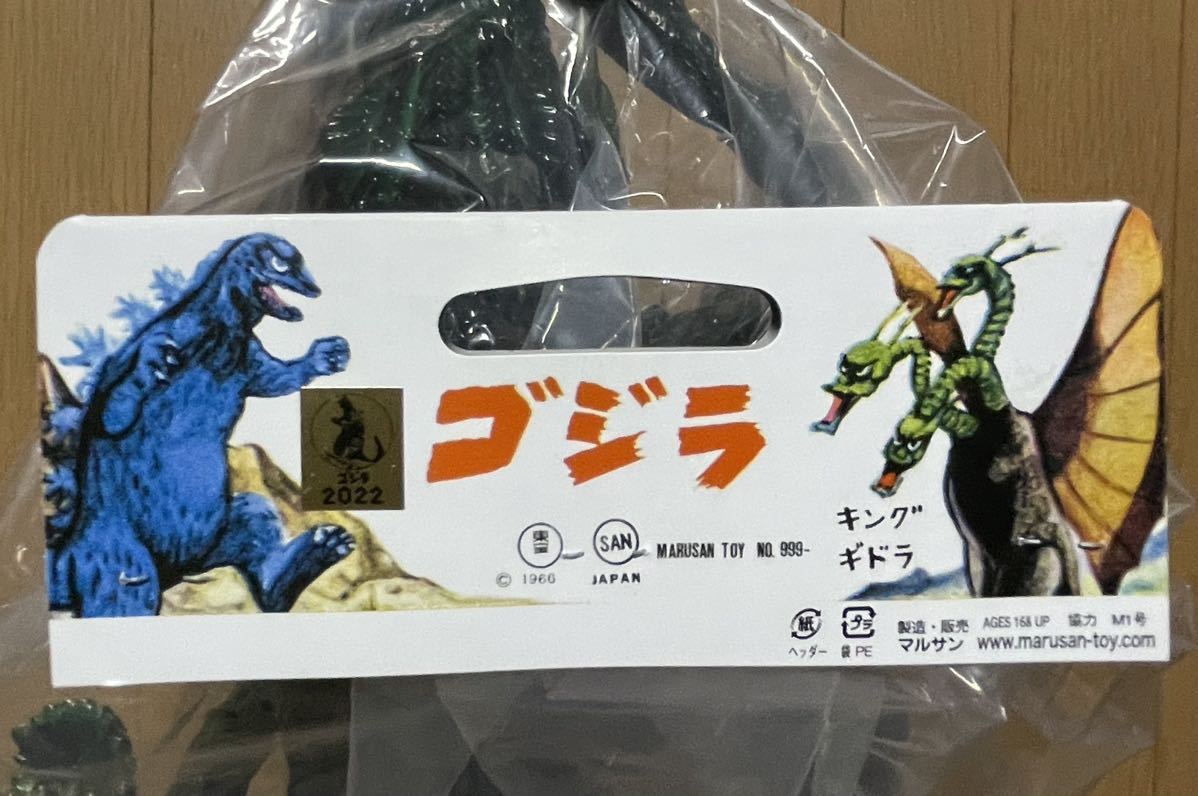 ゴジラ
ゴジラ
2022
東宝
SAN
MARUSAN TOY NO. 999-
© 1966
JAPAN
キング
ギドラ
紙
プラ
製造・販売 AGES 16& UP 協力 M1号
ヘッダー
袋 PE
マルサン www.marusan-toy.com